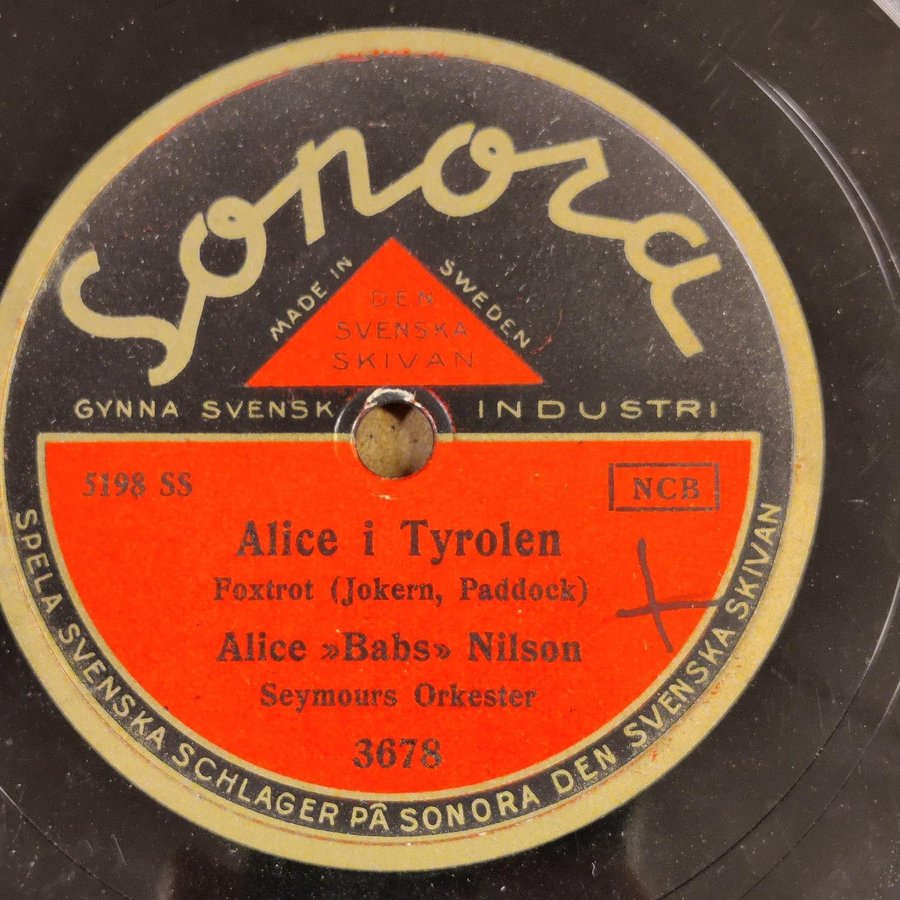 Sonora
MADE IN SWEDEN
DEN
SVENSKA
SKIVAN
GYNNA SVENSK INDUSTRI
5198 SS
NCB
Alice i Tyrolen
Foxtrot (Jokern, Paddock)
Alice »Babs» Nilson
Seymours Orkester
3678
SPELA SVENSKA SCHLAGER PÅ SONORA DEN SVENSKA SKIVAN